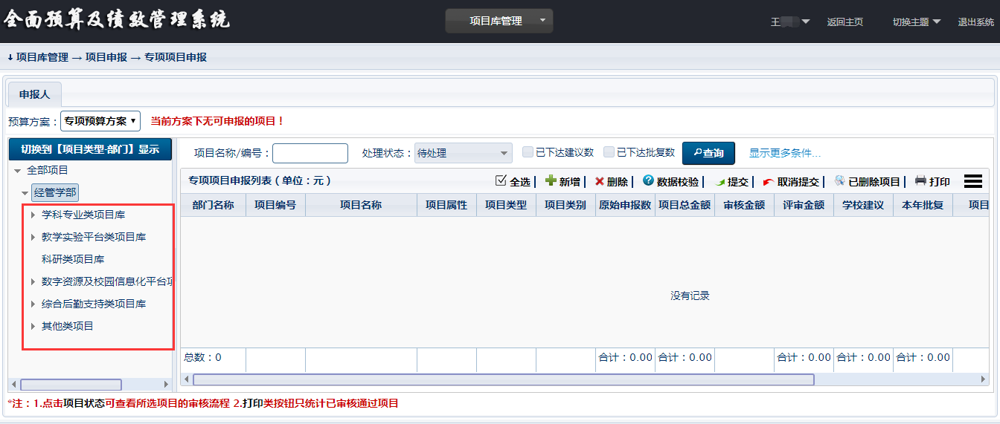 全面预算及绩效管理系统
项目库管理
王
返回主页
切换主题
退出系统
项目库管理 → 项目申报 → 专项项目申报
申报人
预算方案：专项预算方案 当前方案下无可申报的项目！
切换到【项目类型-部门】显示
全部项目
经管学部
学科专业类项目库
教学实验平台类项目库
科研类项目库
数字资源及校园信息化平台项
综合后勤支持类项目库
其他类项目
项目名称/编号： 处理状态：待处理 已下达建议数 已下达批复数 查询 显示更多条件...
专项项目申报列表（单位：元） 全选 | 新增 | 删除 | 数据校验 | 提交 | 取消提交 | 已删除项目 | 打印
部门名称 项目编号 项目名称 项目属性 项目类型 项目类别 原始申报数 项目总金额 审核金额 评审金额 学校建议 本年批复 项目
没有记录
总数：0 合计：0.00 合计：0.00 合计：0.00 合计：0.00 合计：0.00
*注：1.点击项目状态可查看所选项目的审核流程 2.打印类按钮只统计已审核通过项目